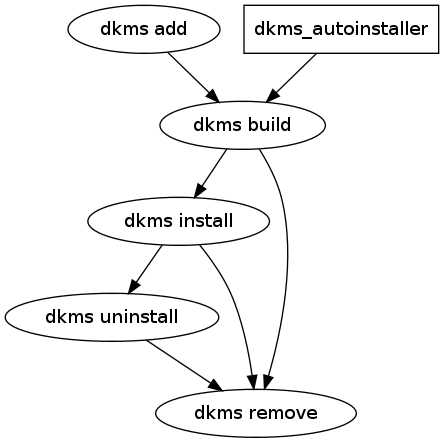 dkms add
dkms_autoinstaller
dkms build
dkms install
dkms uninstall
dkms remove